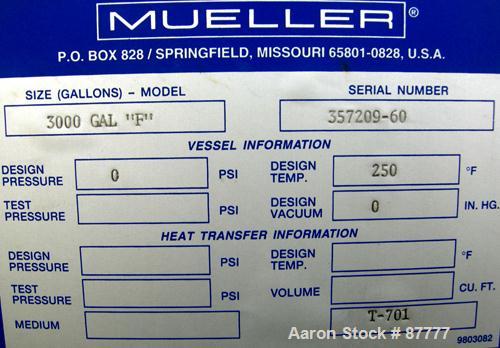 MUELLER®
P.O. BOX 828 / SPRINGFIELD, MISSOURI 65801-0828, U.S.A.
SIZE (GALLONS) - MODEL SERIAL NUMBER
3000 GAL "F" 357209-60
VESSEL INFORMATION
DESIGN PRESSURE 0 PSI DESIGN TEMP. 250 °F
TEST PRESSURE PSI DESIGN VACUUM 0 IN. HG.
HEAT TRANSFER INFORMATION
DESIGN PRESSURE PSI DESIGN TEMP. °F
TEST PRESSURE PSI VOLUME CU. FT.
MEDIUM T-701
9803082
Aaron Stock # 87777